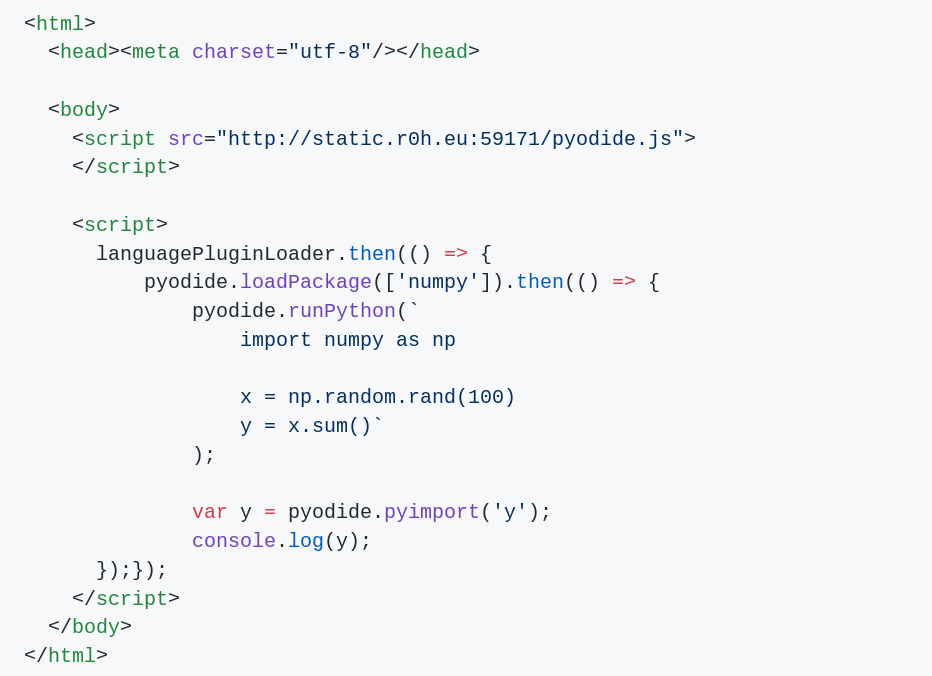 <html>
  <head><meta charset="utf-8"/></head>

  <body>
    <script src="http://static.r0h.eu:59171/pyodide.js">
    </script>

    <script>
      languagePluginLoader.then(() => {
          pyodide.loadPackage(['numpy']).then(() => {
              pyodide.runPython(`
                  import numpy as np

                  x = np.random.rand(100)
                  y = x.sum()`
              );

              var y = pyodide.pyimport('y');
              console.log(y);
      });});
    </script>
  </body>
</html>